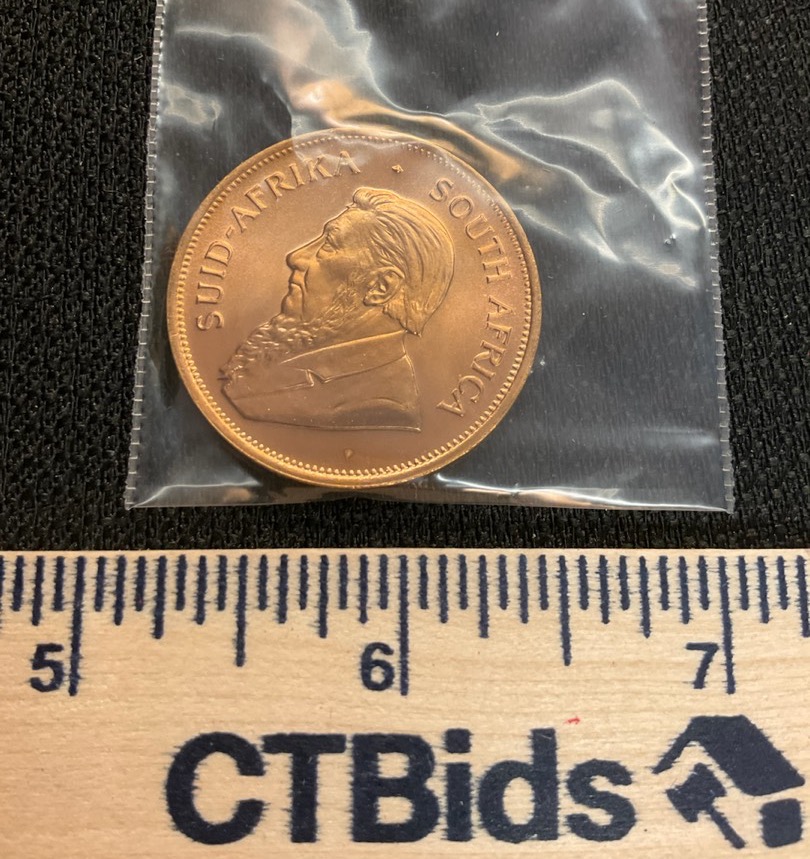 SUID-AFRIKA
SOUTH AFRICA
5 6 7
CTBids